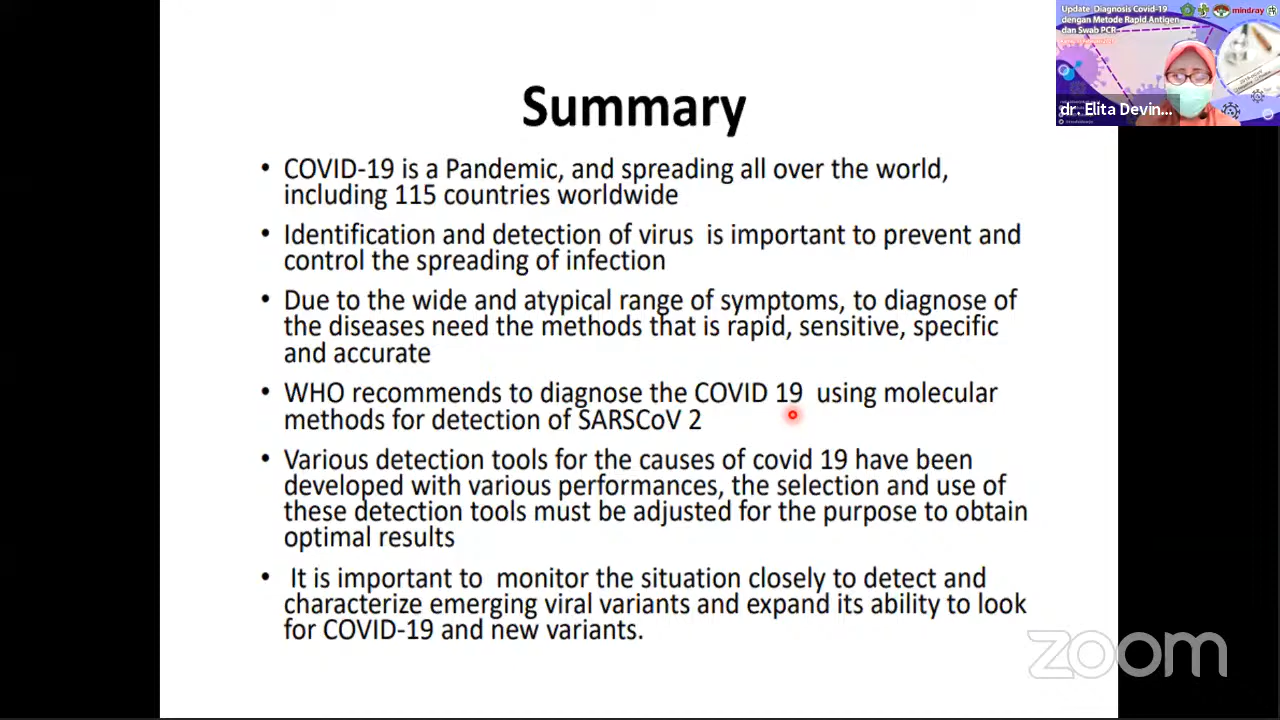 Update Diagnosis Covid-19
dengan Metode Rapid Antigen
dan Swab PCR
mindray
dr. Elita Devin...
Summary
• COVID-19 is a Pandemic, and spreading all over the world,
including 115 countries worldwide
• Identification and detection of virus  is important to prevent and
control the spreading of infection
• Due to the wide and atypical range of symptoms, to diagnose of
the diseases need the methods that is rapid, sensitive, specific
and accurate
• WHO recommends to diagnose the COVID 19  using molecular
methods for detection of SARSCoV 2
• Various detection tools for the causes of covid 19 have been
developed with various performances, the selection and use of
these detection tools must be adjusted for the purpose to obtain
optimal results
•  It is important to  monitor the situation closely to detect and
characterize emerging viral variants and expand its ability to look
for COVID-19 and new variants.
zoom